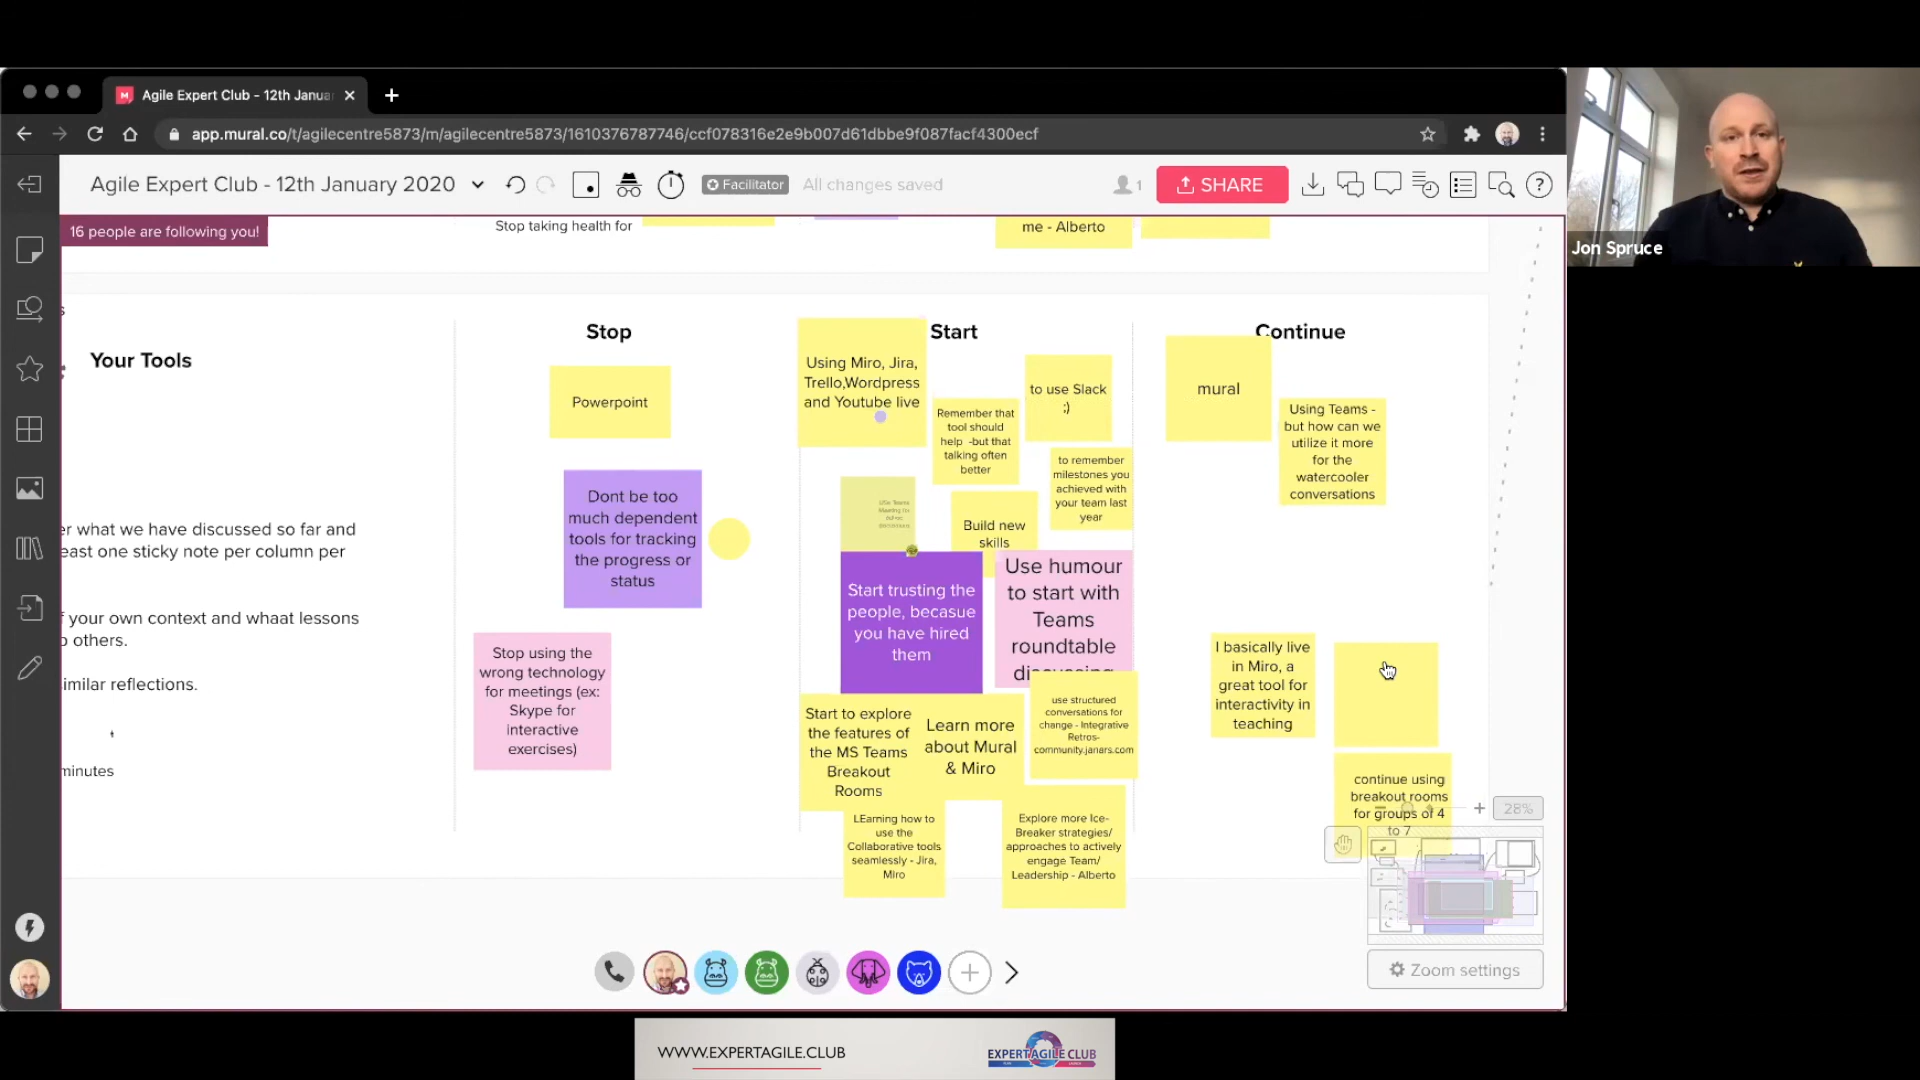 Agile Expert Club - 12th Janua
app.mural.co/t/agilecentre5873/m/agilecentre5873/1610376787746/ccf078316e2e9b007d61dbbe9f087facf4300ecf
Agile Expert Club - 12th January 2020
Facilitator
All changes saved
1
SHARE
16 people are following you!
Stop taking health for
me - Alberto
Jon Spruce
Your Tools
er what we have discussed so far and
east one sticky note per column per
f your own context and whaat lessons
o others.
imilar reflections.
minutes
Stop
Powerpoint
Dont be too
much dependent
tools for tracking
the progress or
status
Stop using the
wrong technology
for meetings (ex:
Skype for
interactive
exercises)
Start
Using Miro, Jira,
Trello,Wordpress
and Youtube live
Remember that
tool should
help -but that
talking often
better
to use Slack
;)
to remember
milestones you
achieved with
your team last
year
Use Teams
Build new
skills
Start trusting the
people, becasue
you have hired
them
Use humour
to start with
Teams
roundtable
discussing
Start to explore
the features of
the MS Teams
Breakout
Rooms
Learn more
about Mural
& Miro
use structured
conversations for
change - Integrative
Retros-
community.janars.com
LEarning how to
use the
Collaborative tools
seamlessly - Jira,
Miro
Explore more Ice-
Breaker strategies/
approaches to actively
engage Team/
Leadership - Alberto
Continue
mural
Using Teams -
but how can we
utilize it more
for the
watercooler
conversations
I basically live
in Miro, a
great tool for
interactivity in
teaching
continue using
breakout rooms
for groups of 4
to 7
28%
Zoom settings
WWW.EXPERTAGILE.CLUB
EXPERT AGILE CLUB